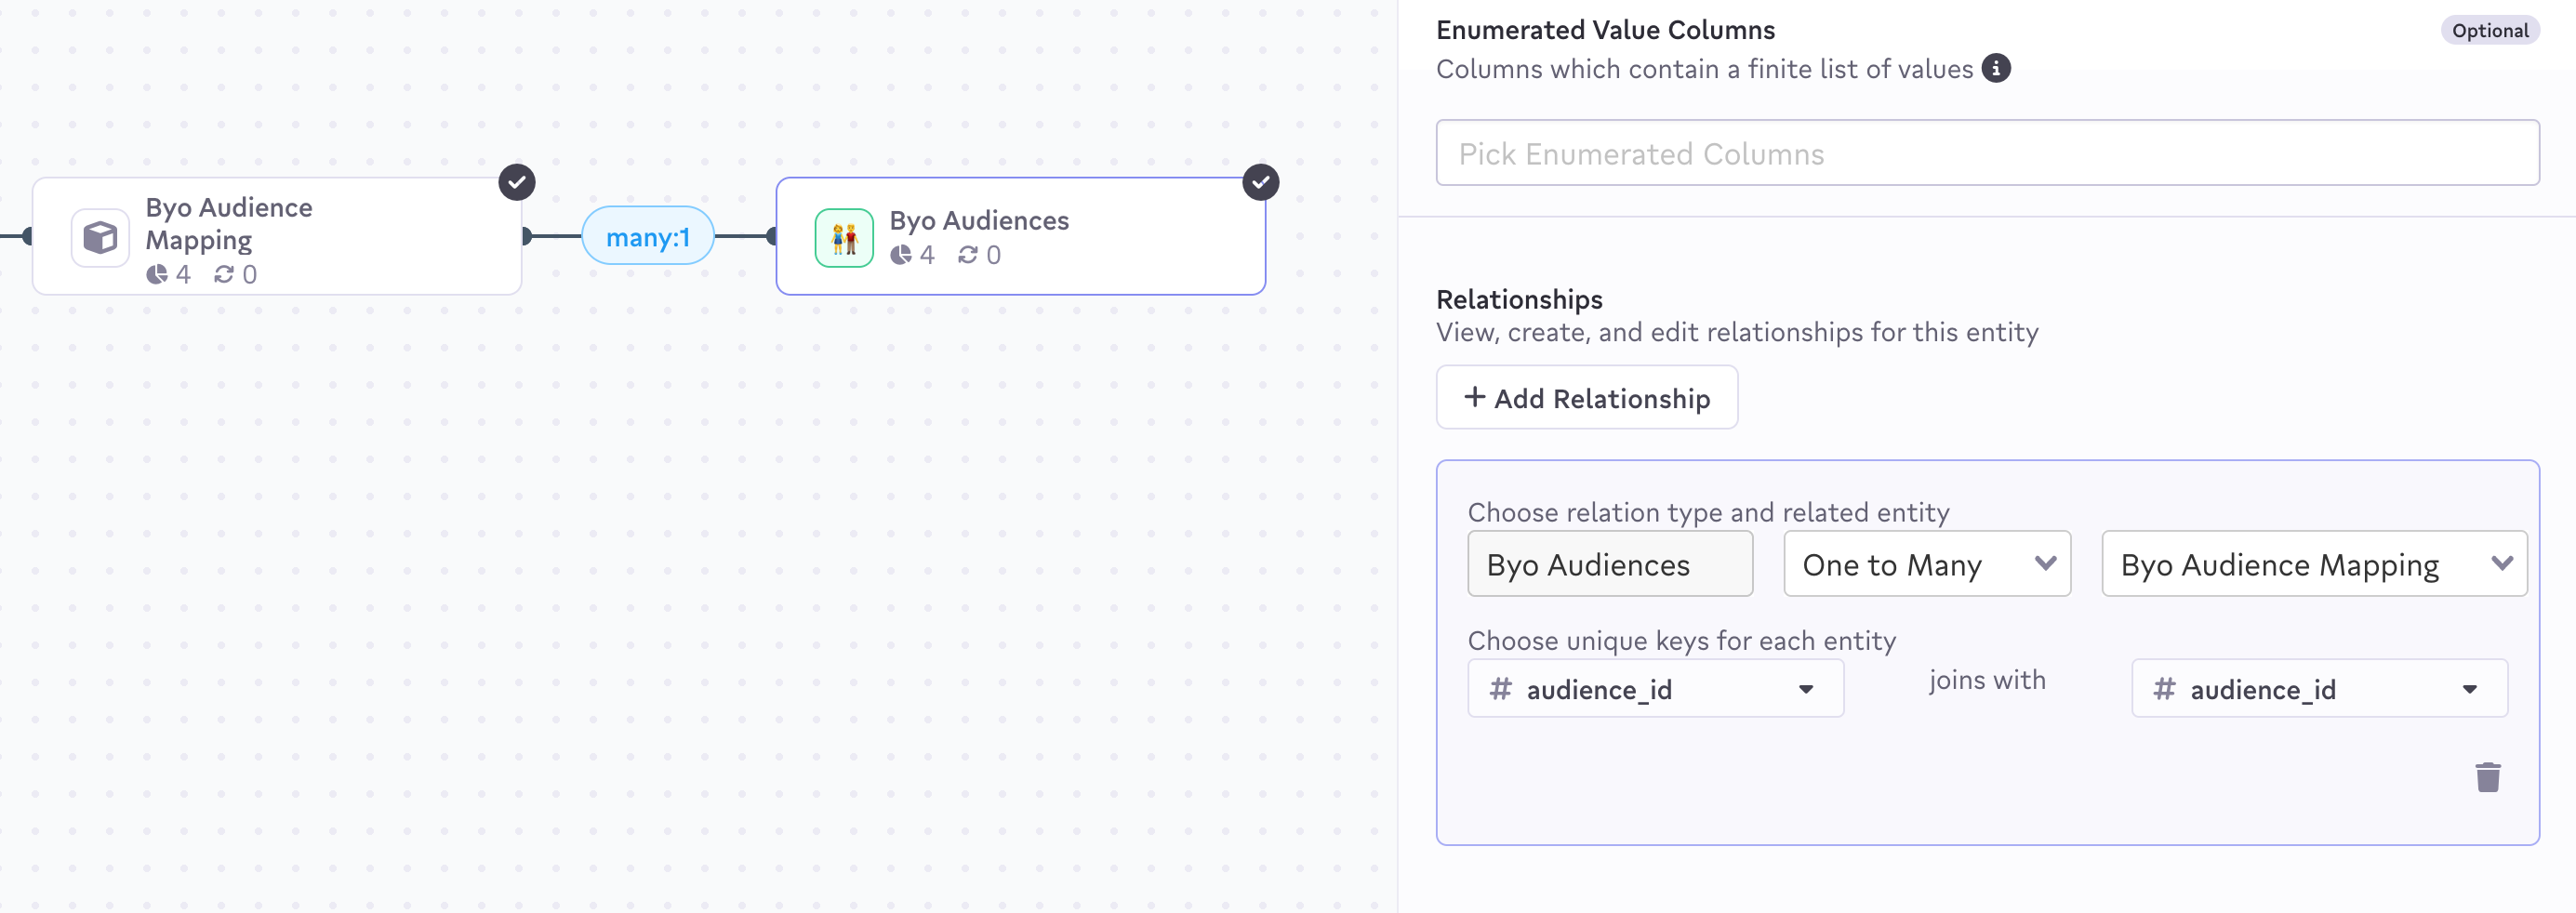 Byo Audience
Mapping
4 0
many:1
Byo Audiences
4 0
Enumerated Value Columns
Optional
Columns which contain a finite list of values
Pick Enumerated Columns
Relationships
View, create, and edit relationships for this entity
+ Add Relationship
Choose relation type and related entity
Byo Audiences One to Many Byo Audience Mapping
Choose unique keys for each entity
# audience_id joins with # audience_id